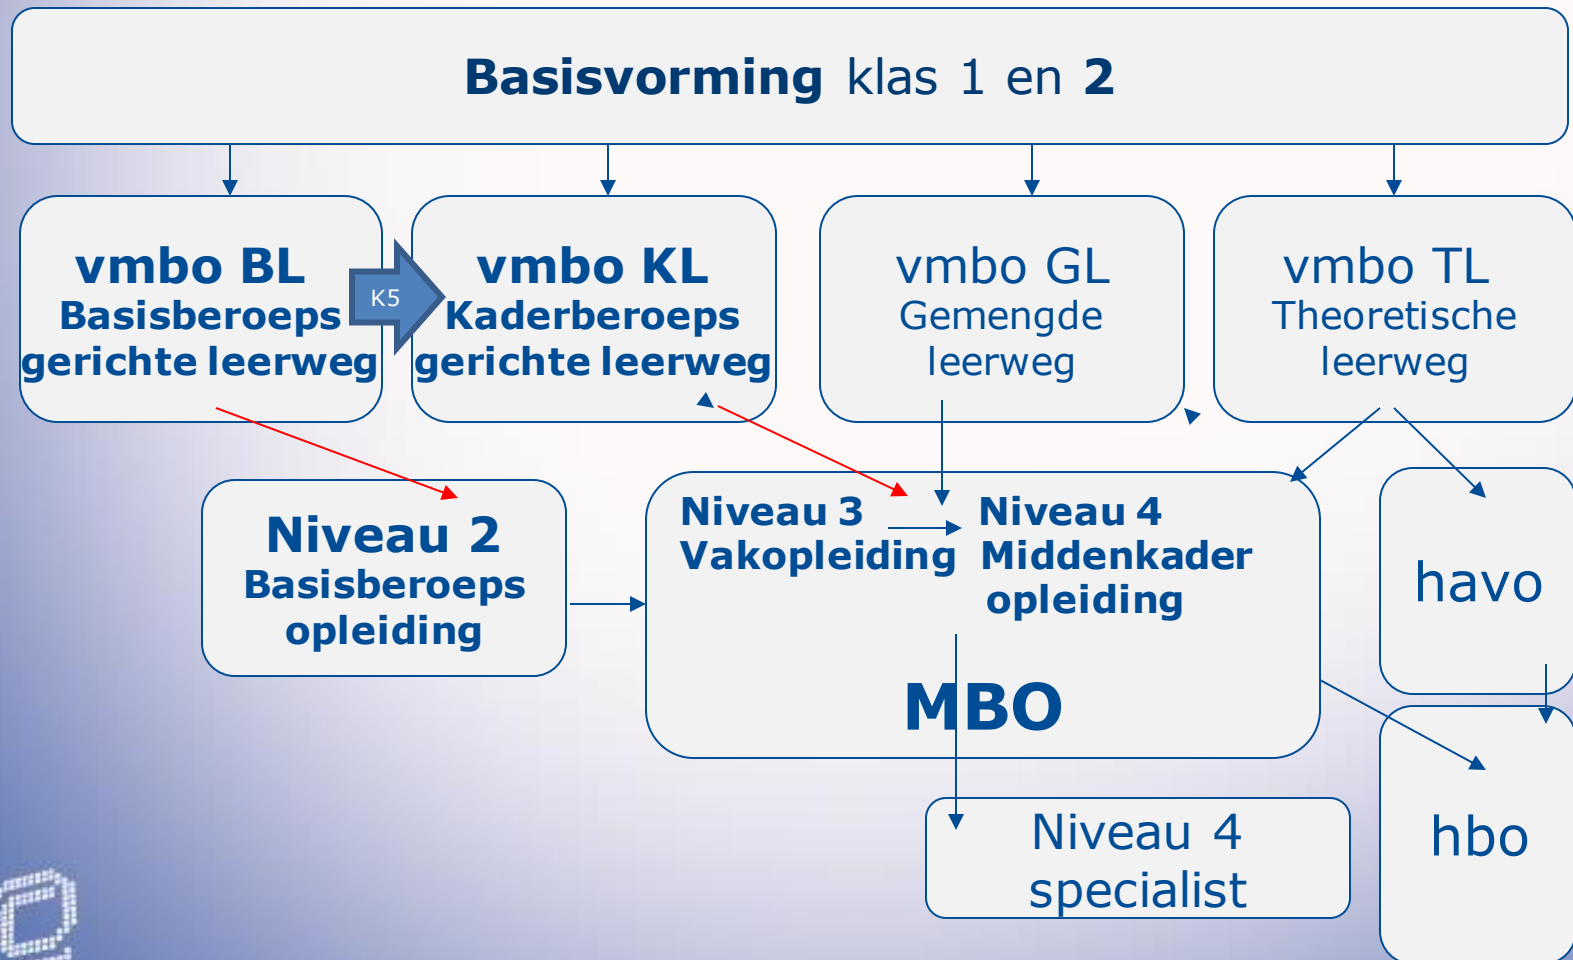 Basisvorming klas 1 en 2
vmbo BL
Basisberoeps
gerichte leerweg
K5
vmbo KL
Kaderberoeps
gerichte leerweg
vmbo GL
Gemengde
leerweg
vmbo TL
Theoretische
leerweg
Niveau 2
Basisberoeps
opleiding
Niveau 3 Niveau 4
Vakopleiding Middenkader
opleiding
MBO
havo
Niveau 4
specialist
hbo